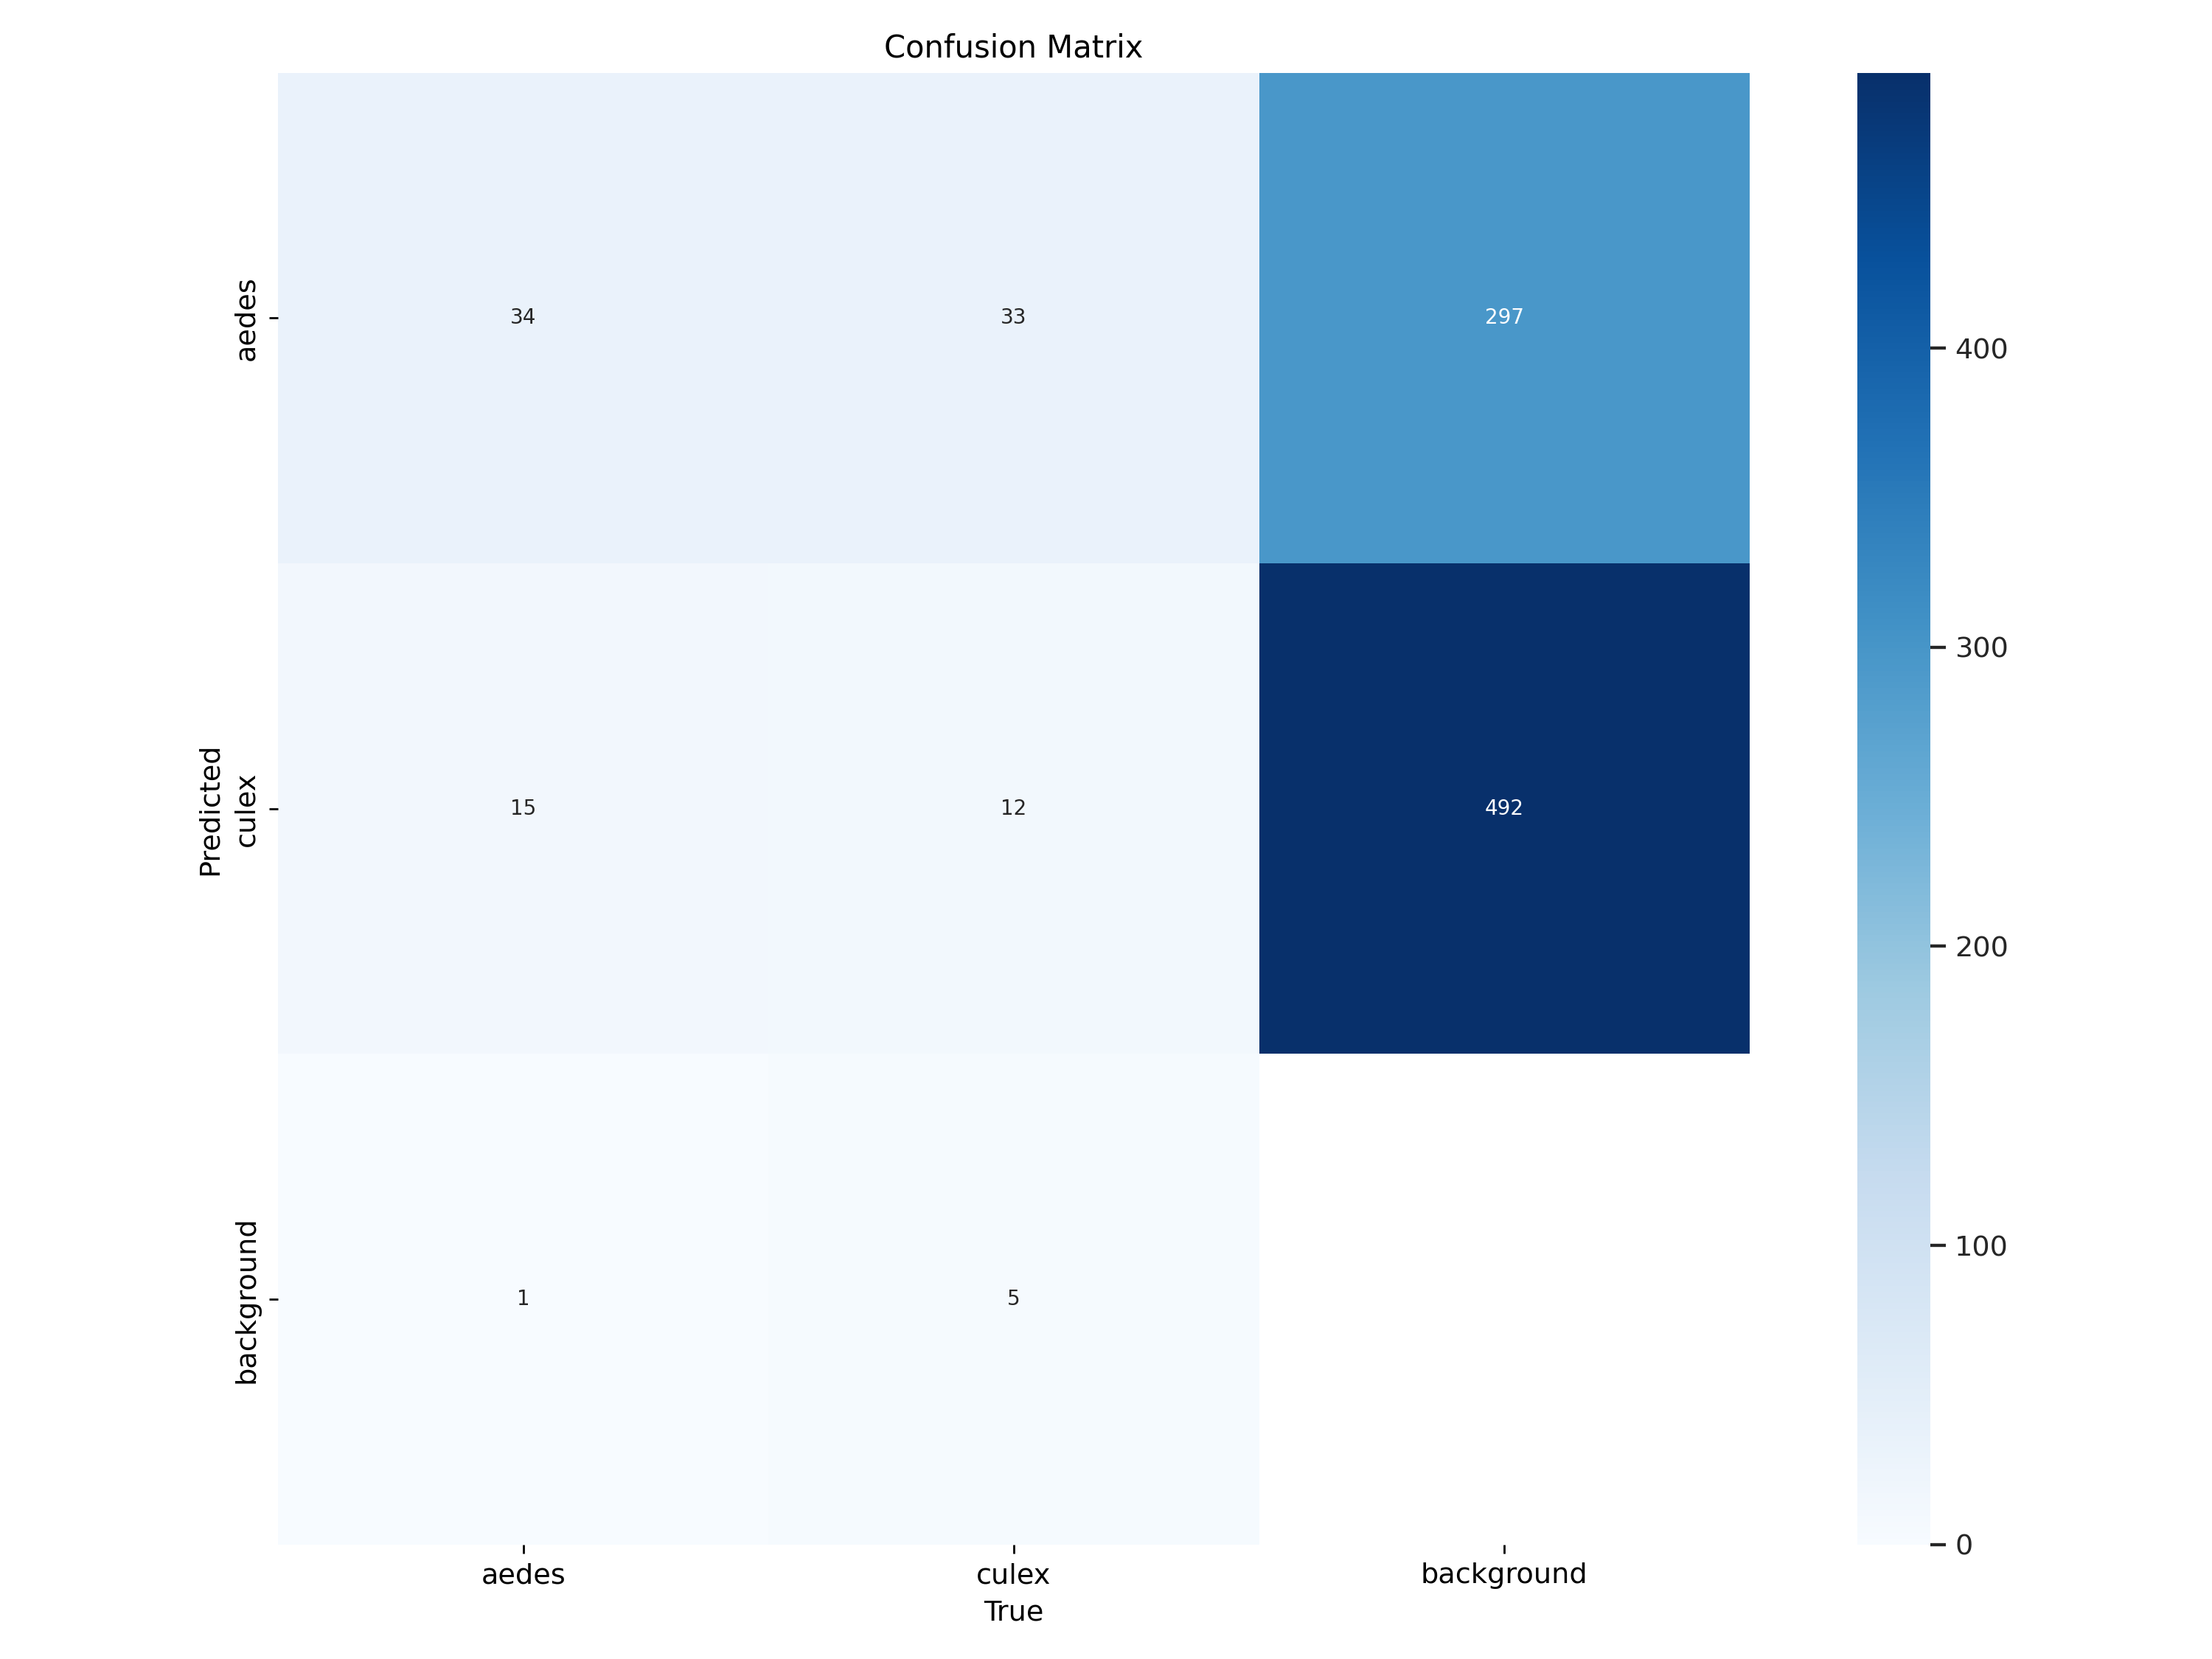 Confusion Matrix
aedes
34
33
297
400
300
Predicted
culex
15
12
492
200
100
background
1
5
0
aedes
culex
background
True